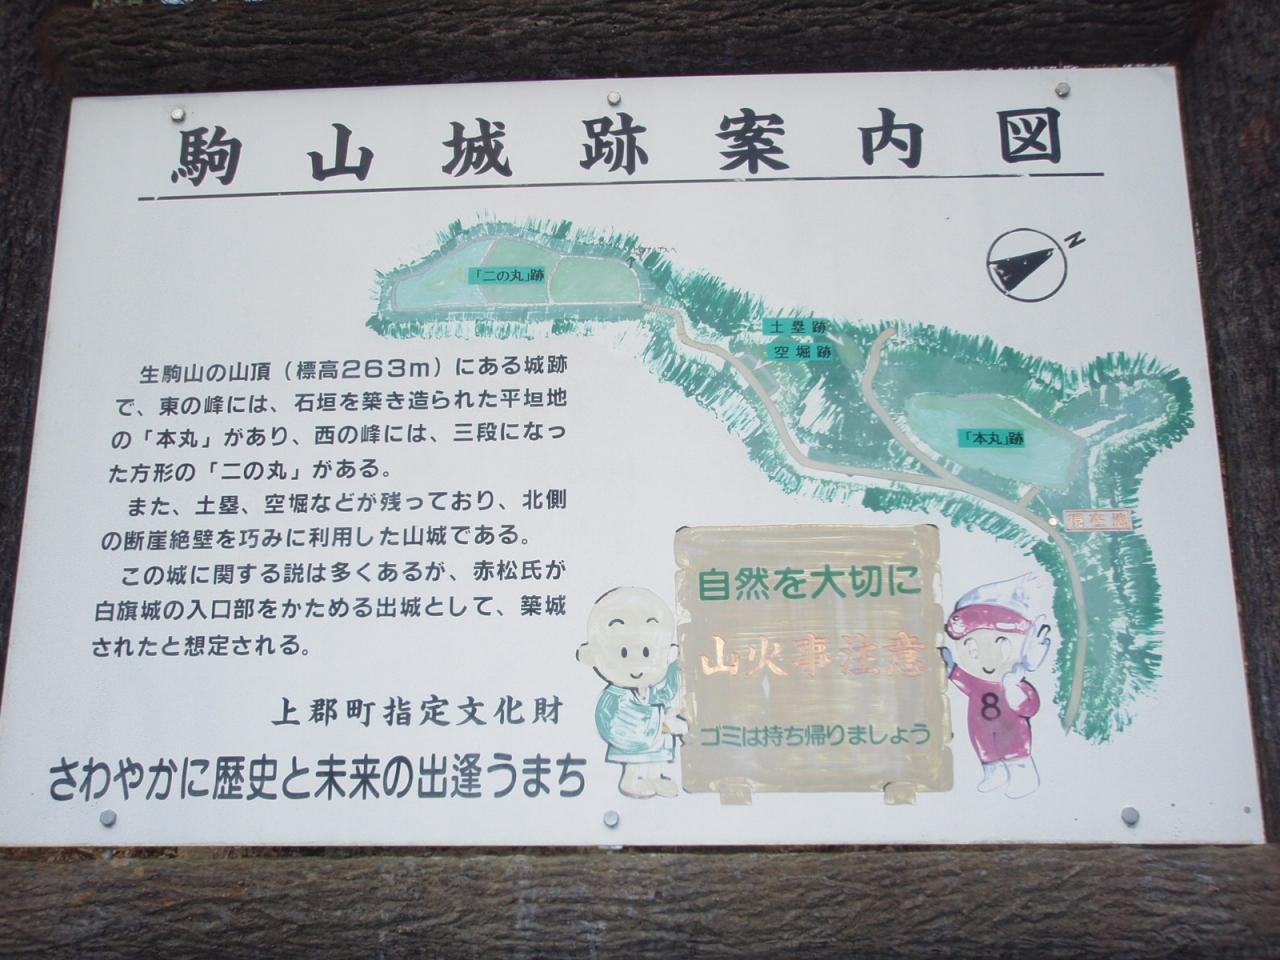 駒山城跡案内図
「二の丸」跡
土塁跡
空堀跡
「本丸」跡
現在地
N
生駒山の山頂（標高263m）にある城跡
で、東の峰には、石垣を築き造られた平坦地
の「本丸」があり、西の峰には、三段になっ
た方形の「二の丸」がある。
また、土塁、空堀などが残っており、北側
の断崖絶壁を巧みに利用した山城である。
この城に関する説は多くあるが、赤松氏が
白旗城の入口部をかためる出城として、築城
されたと想定される。
上郡町指定文化財
さわやかに歴史と未来の出逢うまち
自然を大切に
山火事注意
ゴミは持ち帰りましょう
8